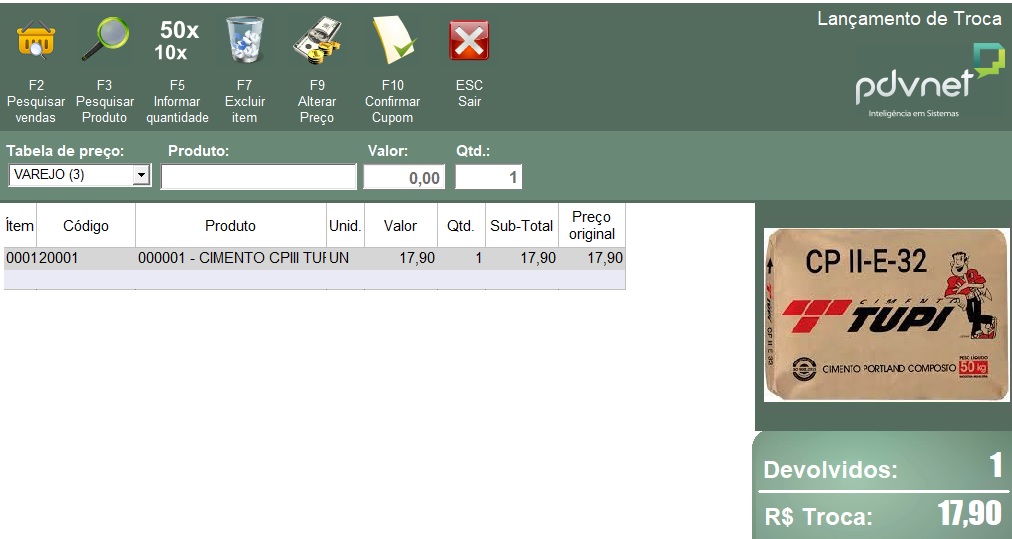 Lançamento de Troca
50x
10x
F2
Pesquisar
vendas
F3
Pesquisar
Produto
F5
Informar
quantidade
F7
Excluir
item
F9
Alterar
Preço
F10
Confirmar
Cupom
ESC
Sair
pdvnet
Inteligência em Sistemas
Tabela de preço: Produto: Valor: Qtd.:
VAREJO (3) 0,00 1
Ítem Código Produto Unid. Valor Qtd. Sub-Total Preço original
0001 20001 000001 - CIMENTO CPIII TUF UN 17,90 1 17,90 17,90
CP II-E-32
CIMENTO
TUPI
CP II E 32
CIMENTO PORTLAND COMPOSTO
PESO LÍQUIDO
50 kg
Devolvidos: 1
R$ Troca: 17,90